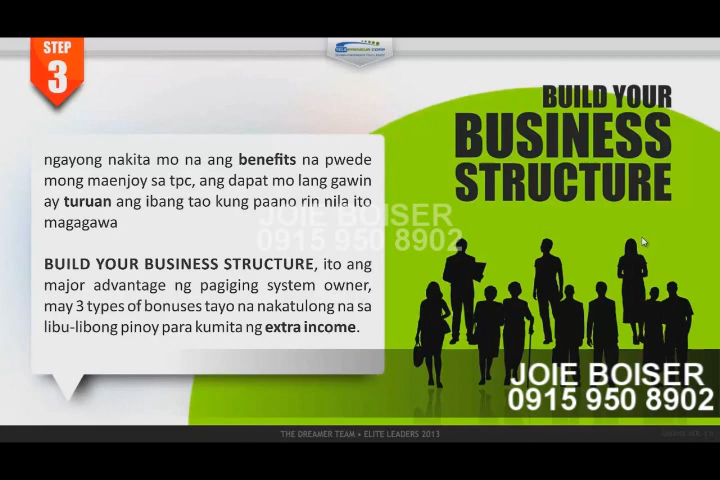 STEP
3
BUILD YOUR
BUSINESS
STRUCTURE
ngayong nakita mo na ang benefits na pwede
mong maenjoy sa tpc, ang dapat mo lang gawin
ay turuan ang ibang tao kung paano rin nila ito
magagawa
JOIE BOISER
0915 950 8902
BUILD YOUR BUSINESS STRUCTURE, ito ang
major advantage ng pagiging system owner,
may 3 types of bonuses tayo na nakatulong na sa
libu-libong pinoy para kumita ng extra income.
JOIE BOISER
0915 950 8902
THE DREAMER TEAM • ELITE LEADERS 2013